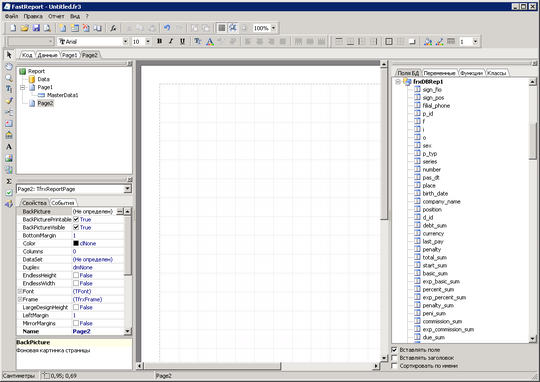 FastReport - Untitled.fr3
Файл Правка Отчет Вид ?
100%
Arial 10 B I U 1
Код Данные Page1 Page2
Report
Data
Page1
MasterData1
Page2
Page2: TfrxReportPage
Свойства События
BackPicture (Не определен)
BackPicturePrintable True
BackPictureVisible True
BottomMargin 1
Color clNone
Columns 0
DataSet (Не определен)
Duplex dmNone
EndlessHeight False
EndlessWidth False
Font (TFont)
Frame (TfrxFrame)
LargeDesignHeight False
LeftMargin 1
MirrorMargins False
Name Page2
BackPicture
Фоновая картинка страницы
Поля БД Переменные Функции Классы
frxDBRep1
sign_fio
sign_pos
filial_phone
p_id
f
i
o
sex
p_typ
series
number
pas_dt
place
birth_date
company_name
position
d_id
debt_sum
currency
last_pay
penalty
total_sum
start_sum
basic_sum
exp_basic_sum
percent_sum
exp_percent_sum
penalty_sum
peni_sum
commission_sum
exp_commission_sum
due_sum
Вставлять поле
Вставлять заголовок
Сортировать по имени
Сантиметры 0,95; 0,69 Page2